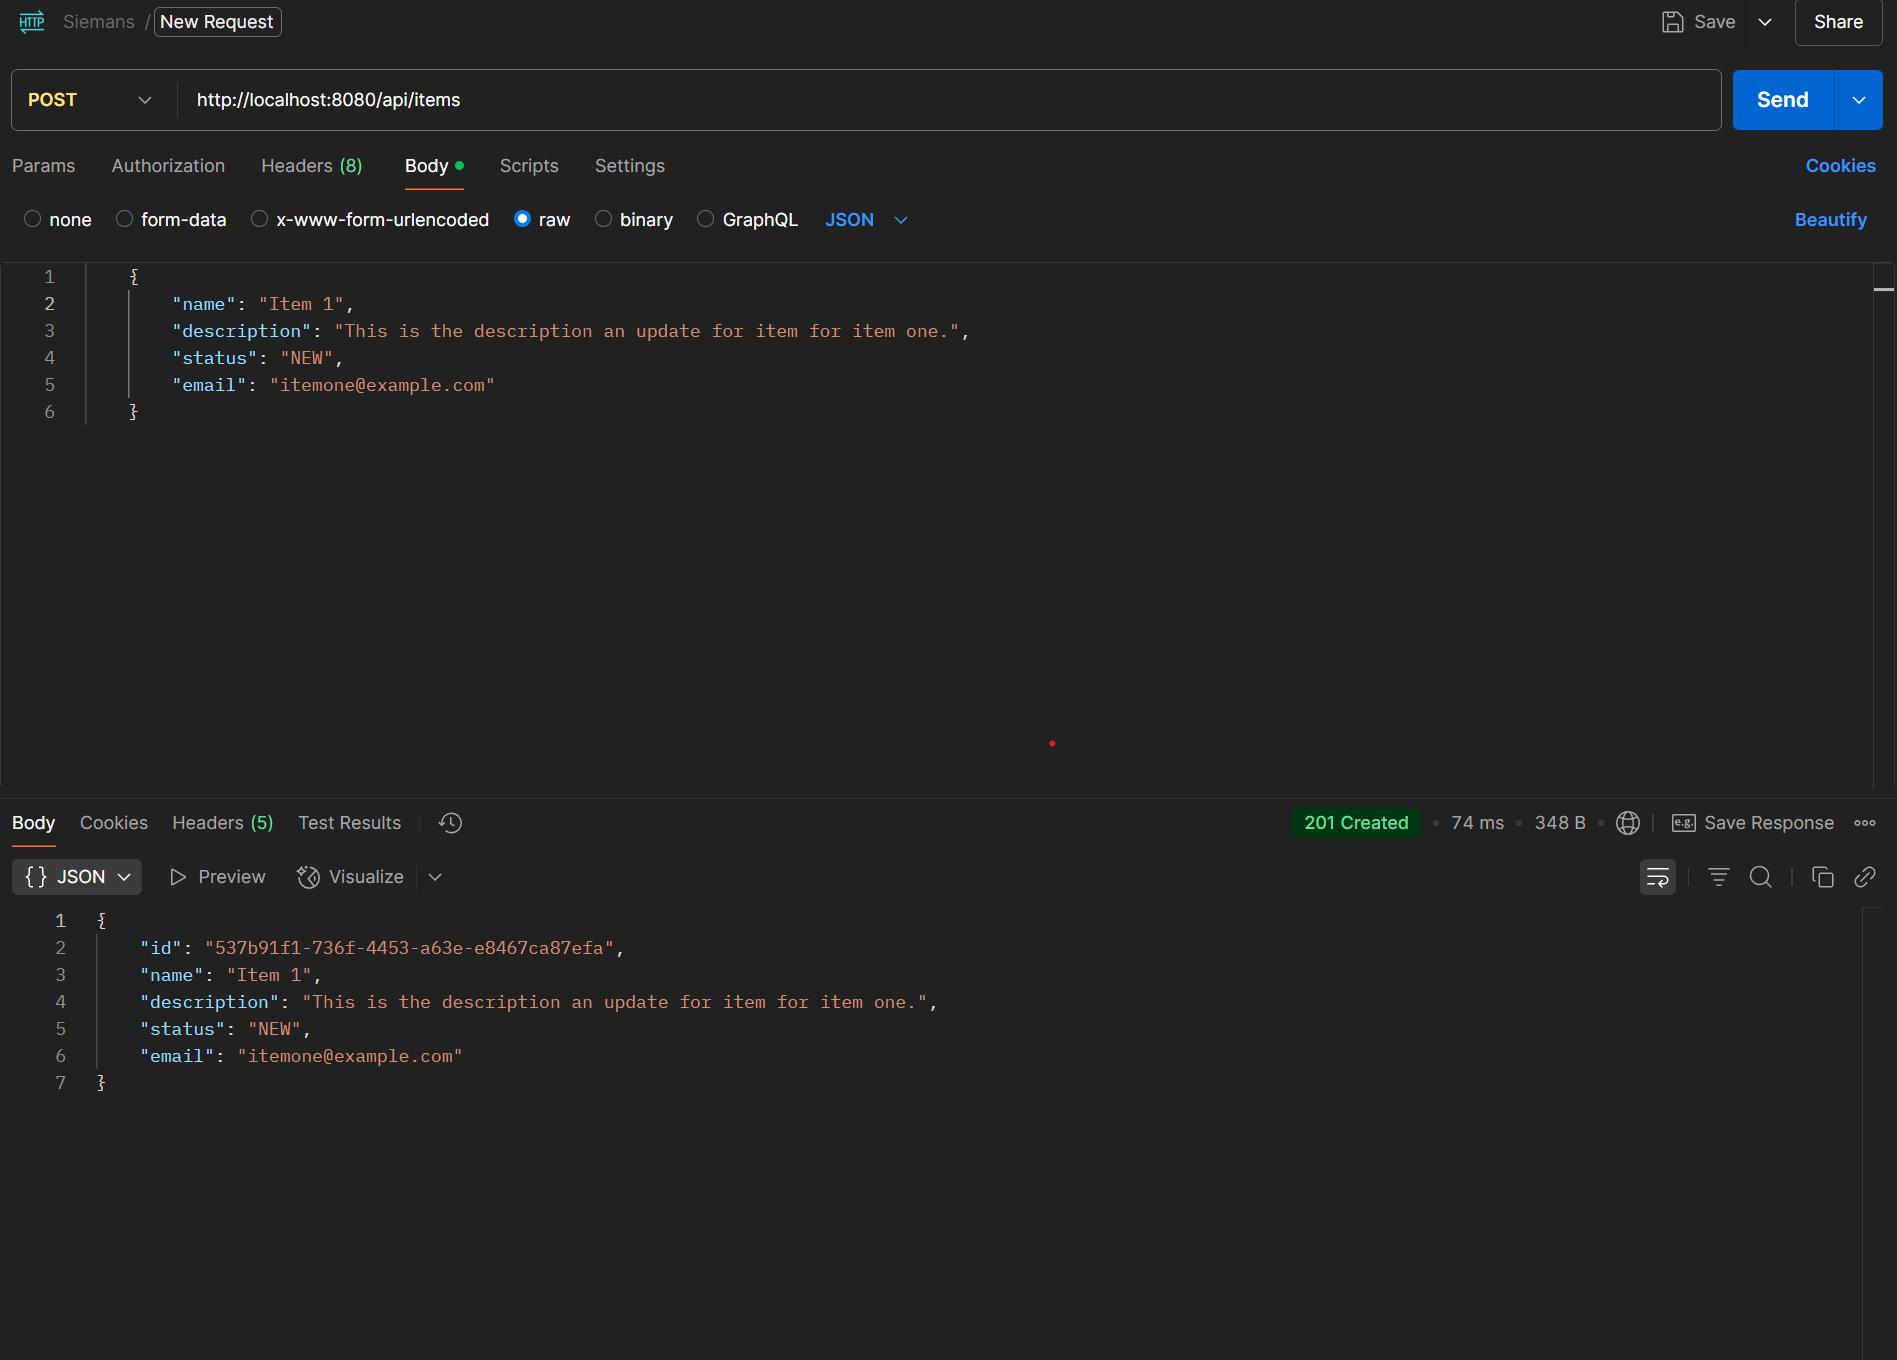 HTTP Siemans / New Request Save Share
POST http://localhost:8080/api/items Send
Params Authorization Headers (8) Body Scripts Settings Cookies
none form-data x-www-form-urlencoded raw binary GraphQL JSON Beautify
1 {
2 "name": "Item 1",
3 "description": "This is the description an update for item for item one.",
4 "status": "NEW",
5 "email": "itemone@example.com"
6 }
Body Cookies Headers (5) Test Results 201 Created • 74 ms • 348 B • e.g. Save Response
{} JSON Preview Visualize
1 {
2 "id": "537b91f1-736f-4453-a63e-e8467ca87efa",
3 "name": "Item 1",
4 "description": "This is the description an update for item for item one.",
5 "status": "NEW",
6 "email": "itemone@example.com"
7 }